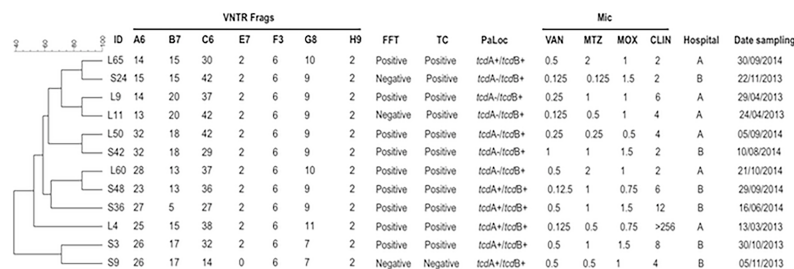 VNTR Frags Mic
40 60 80 100 ID A6 B7 C6 E7 F3 G8 H9 FFT TC PaLoc VAN MTZ MOX CLIN Hospital Date sampling
L65 14 15 30 2 6 10 2 Positive Positive tcdA+/tcdB+ 0.5 2 1 2 A 30/09/2014
S24 15 15 42 2 6 9 2 Negative Positive tcdA-/tcdB+ 0.125 0.125 1.5 2 B 22/11/2013
L9 14 20 37 2 6 9 2 Positive Positive tcdA-/tcdB+ 0.25 1 1 6 A 29/04/2013
L11 13 20 42 2 6 9 2 Negative Positive tcdA-/tcdB+ 0.125 0.5 1 4 A 24/04/2013
L50 32 18 42 2 6 9 2 Positive Positive tcdA-/tcdB+ 0.25 0.25 0.5 4 A 05/09/2014
S42 32 18 29 2 6 9 2 Positive Positive tcdA-/tcdB+ 1 1 1.5 2 B 10/08/2014
L60 28 13 37 2 6 10 2 Positive Positive tcdA-/tcdB+ 0.5 2 1 2 A 21/10/2014
S48 23 13 36 2 6 9 2 Positive Positive tcdA+/tcdB+ 0.12.5 1 0.75 6 B 29/09/2014
S36 27 5 27 2 6 9 2 Positive Positive tcdA+/tcdB+ 0.5 1 1.5 12 B 16/06/2014
L4 25 15 38 2 6 11 2 Positive Positive tcdA+/tcdB+ 0.125 0.5 0.75 >256 A 13/03/2013
S3 26 17 32 2 6 7 2 Positive Positive tcdA+/tcdB+ 0.5 1 1.5 8 B 30/10/2013
S9 26 17 14 0 6 7 2 Negative Negative tcdA+/tcdB+ 0.5 0.5 1 4 B 05/11/2013